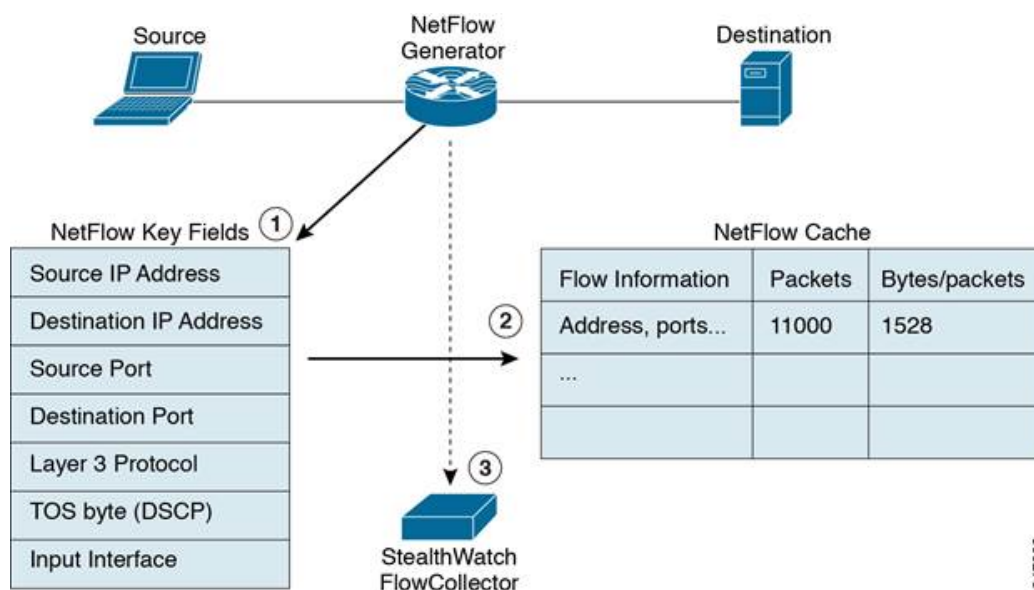 Source
NetFlow
Generator
Destination
1
NetFlow Key Fields
Source IP Address
Destination IP Address
Source Port
Destination Port
Layer 3 Protocol
TOS byte (DSCP)
Input Interface
2
NetFlow Cache
Flow Information Packets Bytes/packets
Address, ports... 11000 1528
...
3
StealthWatch
FlowCollector